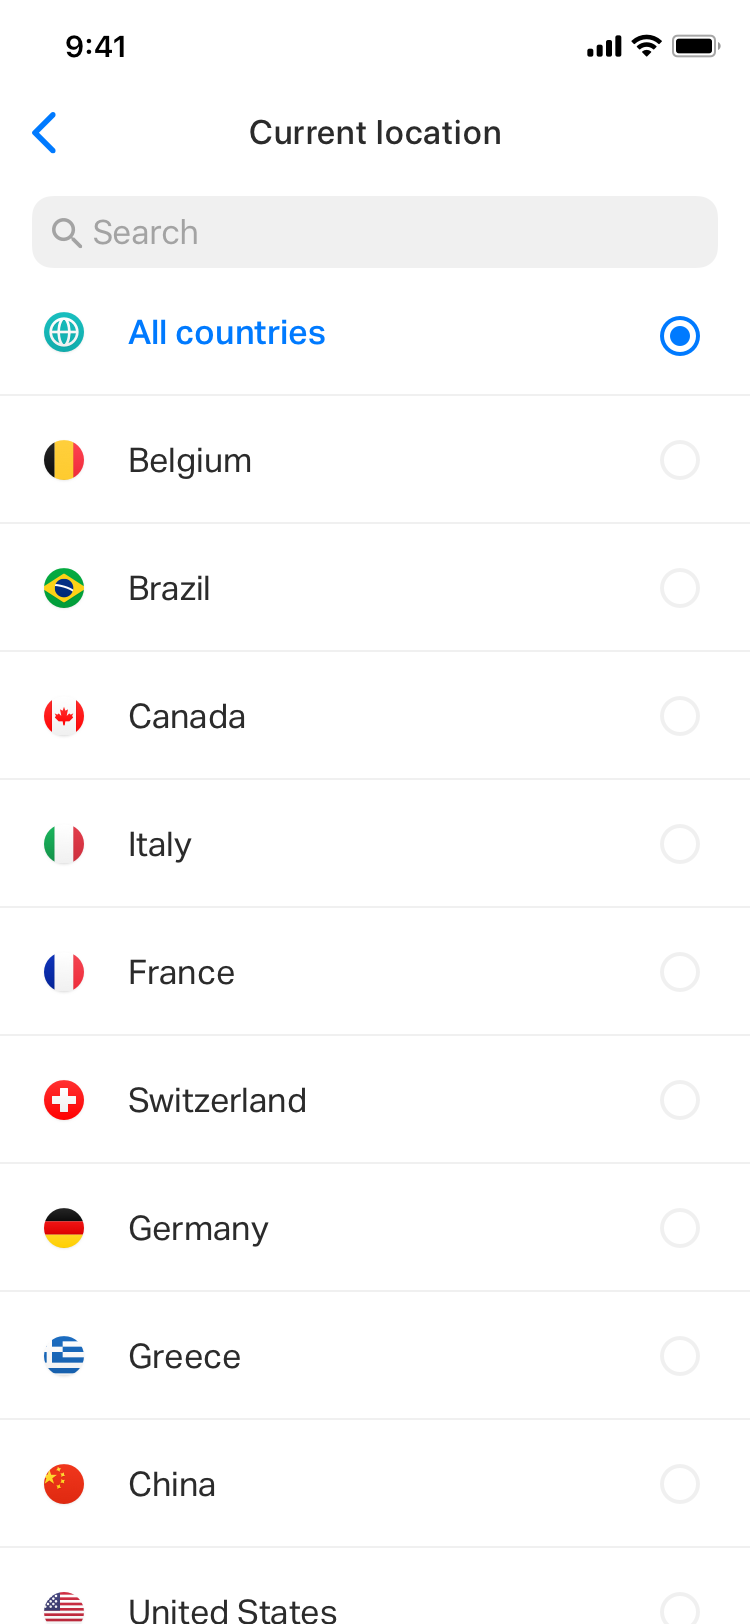 9:41
Current location
Search
All countries
Belgium
Brazil
Canada
Italy
France
Switzerland
Germany
Greece
China
United States